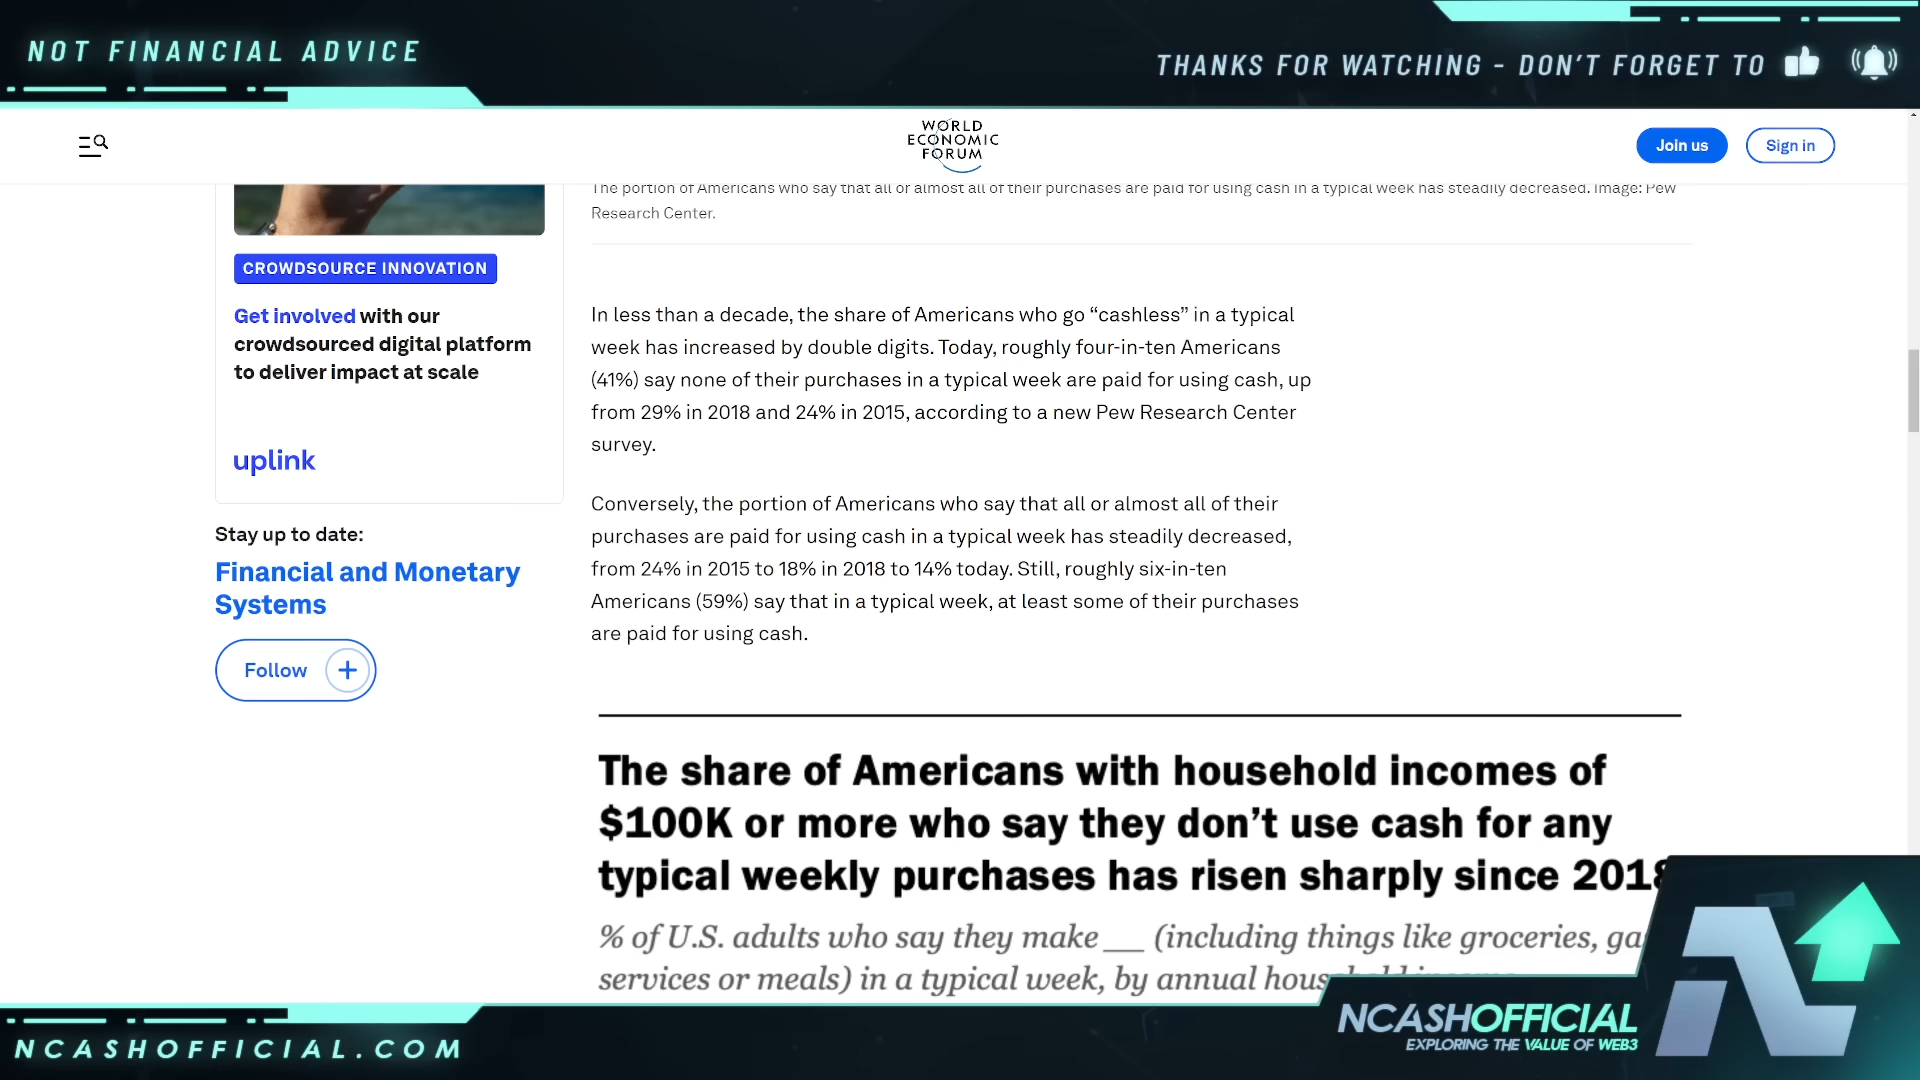 NOT FINANCIAL ADVICE
THANKS FOR WATCHING - DON'T FORGET TO
WORLD
ECONOMIC
FORUM
Join us
Sign in
The portion of Americans who say that all or almost all of their purchases are paid for using cash in a typical week has steadily decreased. Image: Pew
Research Center.
CROWDSOURCE INNOVATION
Get involved with our
crowdsourced digital platform
to deliver impact at scale
uplink
Stay up to date:
Financial and Monetary
Systems
Follow
In less than a decade, the share of Americans who go “cashless” in a typical
week has increased by double digits. Today, roughly four-in-ten Americans
(41%) say none of their purchases in a typical week are paid for using cash, up
from 29% in 2018 and 24% in 2015, according to a new Pew Research Center
survey.
Conversely, the portion of Americans who say that all or almost all of their
purchases are paid for using cash in a typical week has steadily decreased,
from 24% in 2015 to 18% in 2018 to 14% today. Still, roughly six-in-ten
Americans (59%) say that in a typical week, at least some of their purchases
are paid for using cash.
The share of Americans with household incomes of
$100K or more who say they don’t use cash for any
typical weekly purchases has risen sharply since 2018
% of U.S. adults who say they make __ (including things like groceries,
services or meals) in a typical week, by annual
NCASHOFFICIAL
EXPLORING THE VALUE OF WEB3
NCASHOFFICIAL.COM